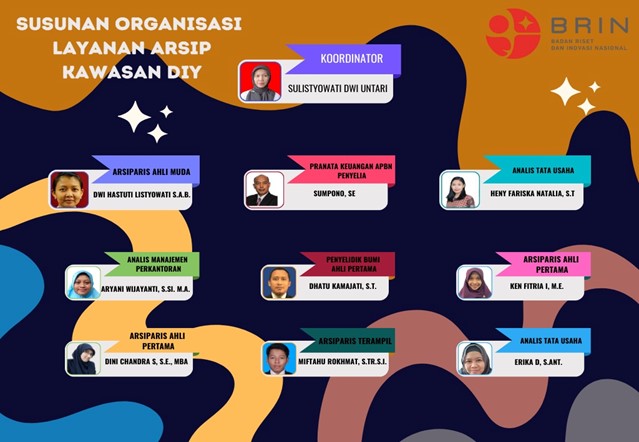 SUSUNAN ORGANISASI
LAYANAN ARSIP
KAWASAN DIY
BRIN
BADAN RISET
DAN INOVASI NASIONAL
KOORDINATOR
SULISTYOWATI DWI UNTARI
ARSIPARIS AHLI MUDA
DWI HASTUTI LISTYOWATI S.A.B.
PRANATA KEUANGAN APBN
PENYELIA
SUMPONO, SE
ANALIS TATA USAHA
HENY FARISKA NATALIA, S.T
ANALIS MANAJEMEN
PERKANTORAN
ARYANI WIJAYANTI, S.SI. M.A.
PENYELIDIK BUMI
AHLI PERTAMA
DHATU KAMAJATI, S.T.
ARSIPARIS AHLI
PERTAMA
KEN FITRIA I, M.E.
ARSIPARIS AHLI
PERTAMA
DINI CHANDRA S, S.E., MBA
ARSIPARIS TERAMPIL
MIFTAHU ROKHMAT, S.TR.S.I.
ANALIS TATA USAHA
ERIKA D, S.ANT.